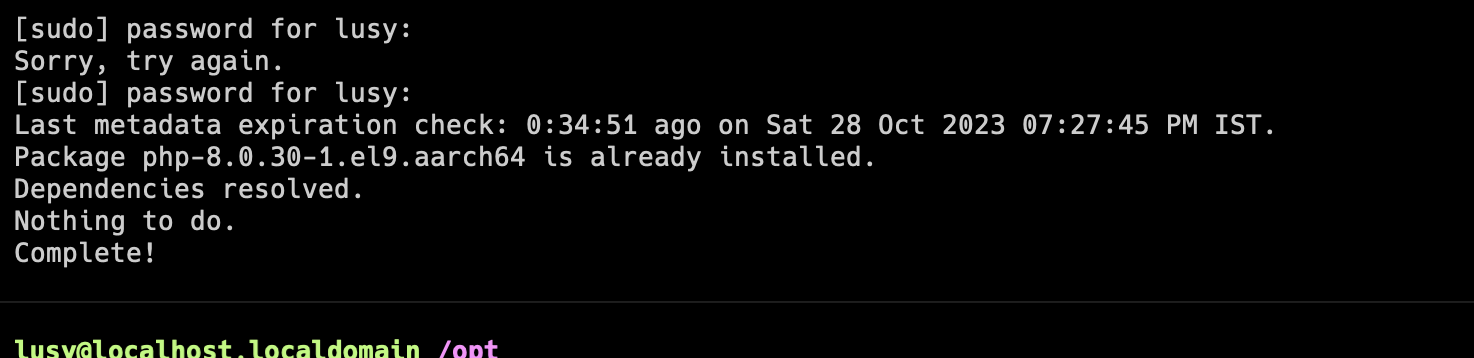 [sudo] password for lusy:
Sorry, try again.
[sudo] password for lusy:
Last metadata expiration check: 0:34:51 ago on Sat 28 Oct 2023 07:27:45 PM IST.
Package php-8.0.30-1.el9.aarch64 is already installed.
Dependencies resolved.
Nothing to do.
Complete!
lusy@localhost.localdomain /opt